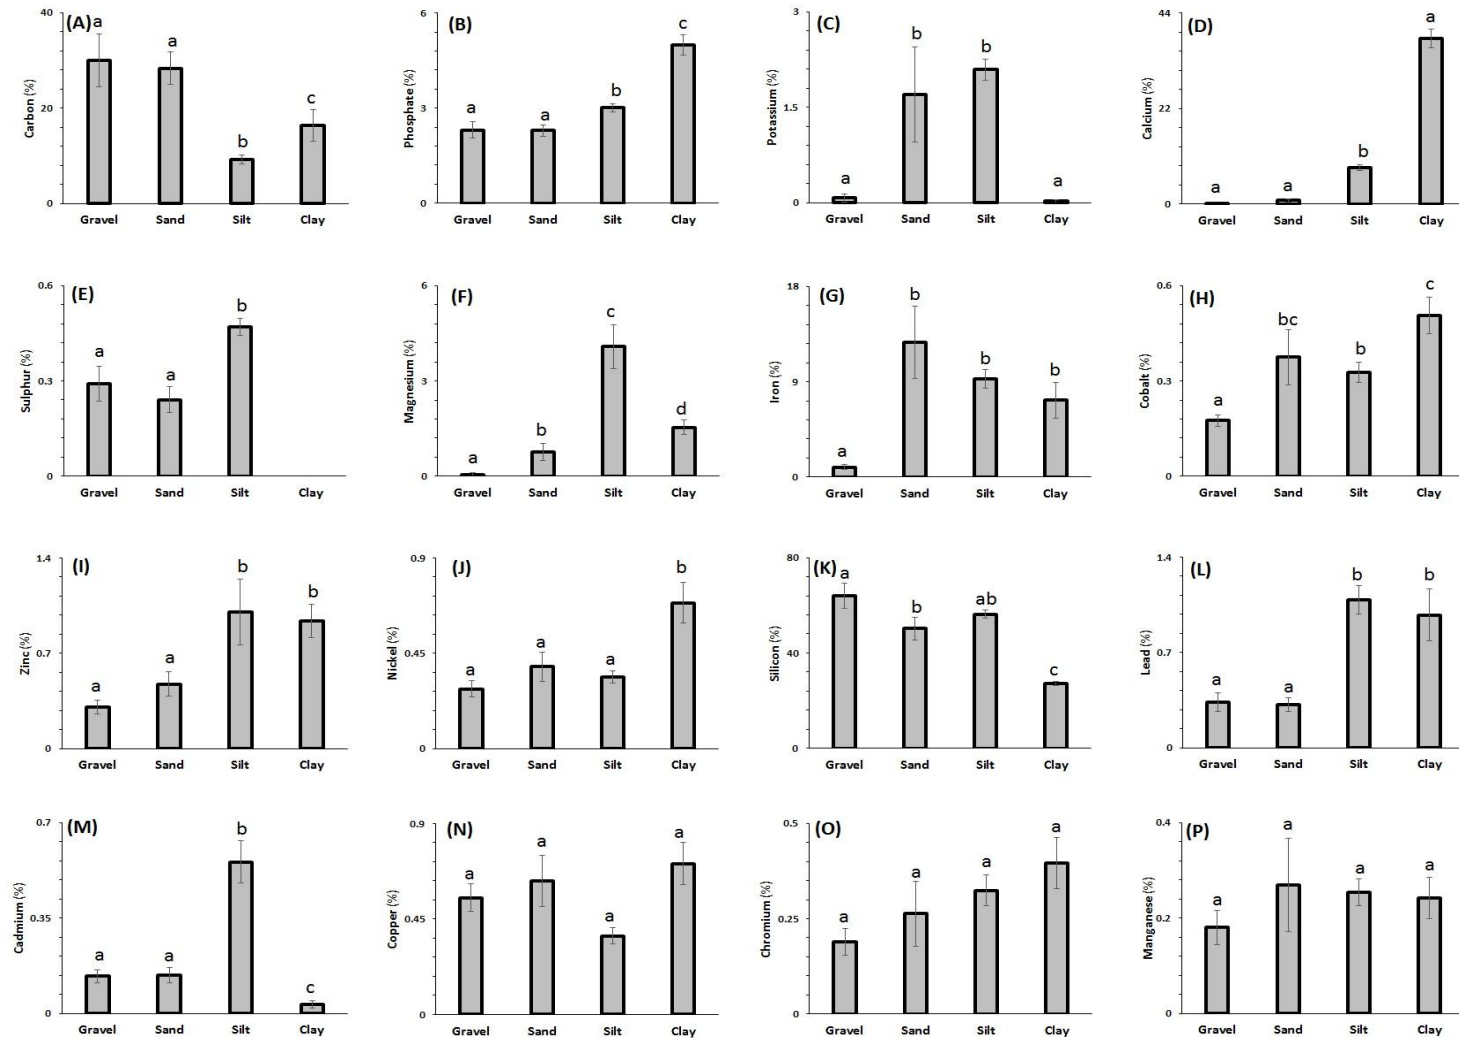 (A)
Carbon (%)
40
20
0
a
a
b
c
Gravel Sand Silt Clay
(B)
Phosphate (%)
6
3
0
a
a
b
c
Gravel Sand Silt Clay
(C)
Potassium (%)
3
1.5
0
a
b
b
a
Gravel Sand Silt Clay
(D)
Calcium (%)
44
22
0
a
a
b
a
Gravel Sand Silt Clay
(E)
Sulphur (%)
0.6
0.3
0
a
a
b
Gravel Sand Silt Clay
(F)
Magnesium (%)
6
3
0
a
b
c
d
Gravel Sand Silt Clay
(G)
Iron (%)
18
9
0
a
b
b
b
Gravel Sand Silt Clay
(H)
Cobalt (%)
0.6
0.3
0
a
bc
b
c
Gravel Sand Silt Clay
(I)
Zinc (%)
1.4
0.7
0
a
a
b
b
Gravel Sand Silt Clay
(J)
Nickel (%)
0.9
0.45
0
a
a
a
b
Gravel Sand Silt Clay
(K)
Silicon (%)
80
40
0
a
b
ab
c
Gravel Sand Silt Clay
(L)
Lead (%)
1.4
0.7
0
a
a
b
b
Gravel Sand Silt Clay
(M)
Cadmium (%)
0.7
0.35
0
a
a
b
c
Gravel Sand Silt Clay
(N)
Copper (%)
0.9
0.45
0
a
a
a
a
Gravel Sand Silt Clay
(O)
Chromium (%)
0.5
0.25
0
a
a
a
a
Gravel Sand Silt Clay
(P)
Manganese (%)
0.4
0.2
0
a
a
a
a
Gravel Sand Silt Clay